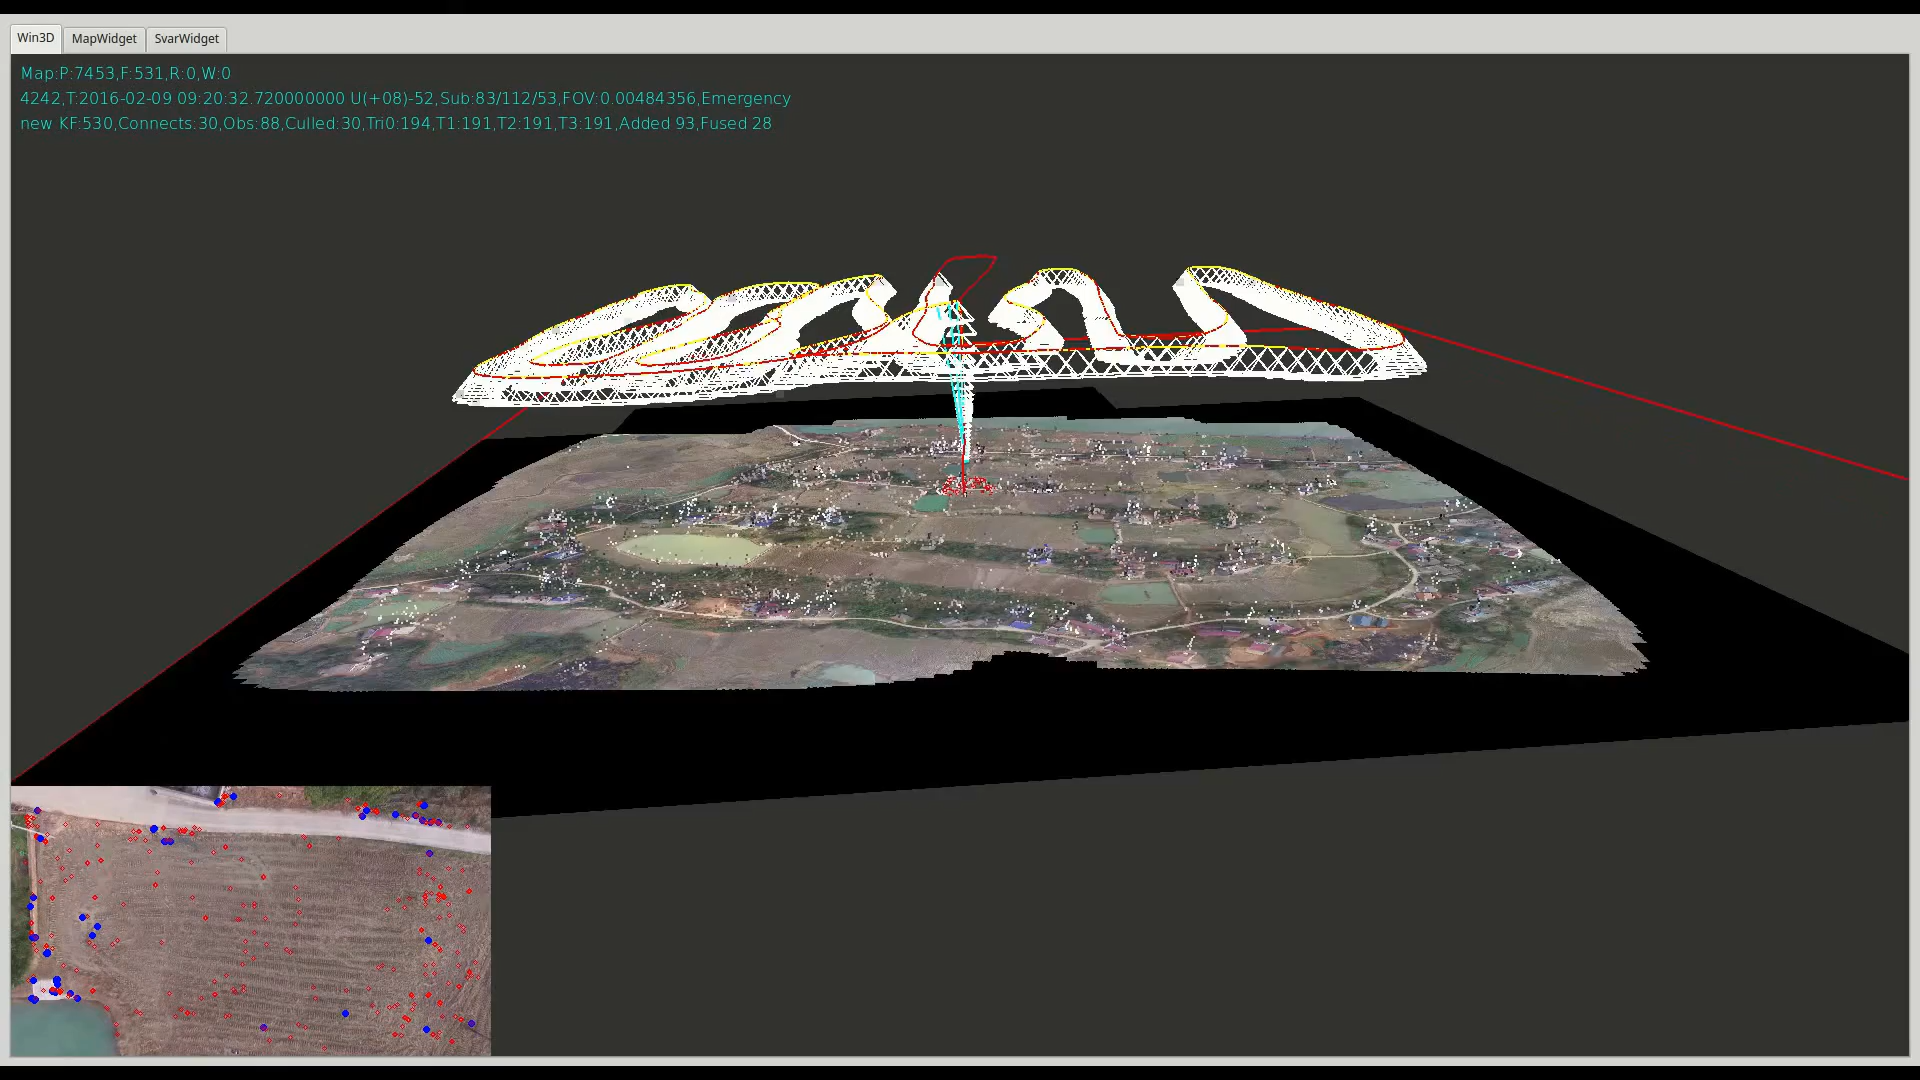 Win3D MapWidget SvarWidget
Map:P:7453,F:531,R:0,W:0
4242,T:2016-02-09 09:20:32.720000000 U(+08)-52,Sub:83/112/53,FOV:0.00484356,Emergency
new KF:530,Connects:30,Obs:88,Culled:30,Tri0:194,T1:191,T2:191,T3:191,Added 93,Fused 28